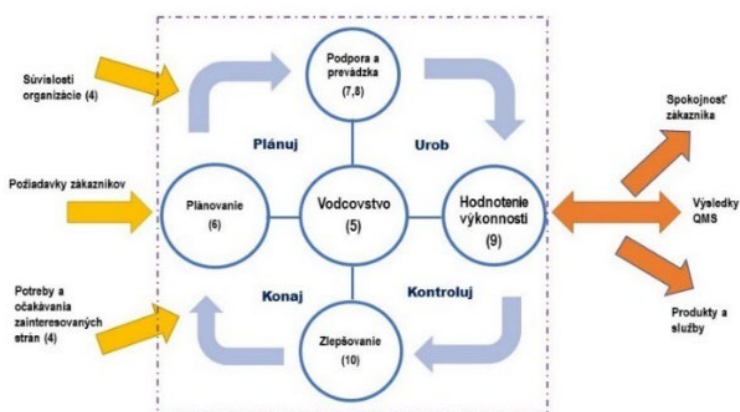 Súvislosti
organizácie (4)
Požiadavky zákazníkov
Potreby a
očakávania
zainteresovaných
strán (4)
Podpora a
prevádzka
(7,8)
Plánuj
Urob
Plánovanie
(6)
Vodcovstvo
(5)
Hodnotenie
výkonnosti
(9)
Konaj
Kontroluj
Zlepšovanie
(10)
Spokojnosť
zákazníka
Výsledky
QMS
Produkty a
služby